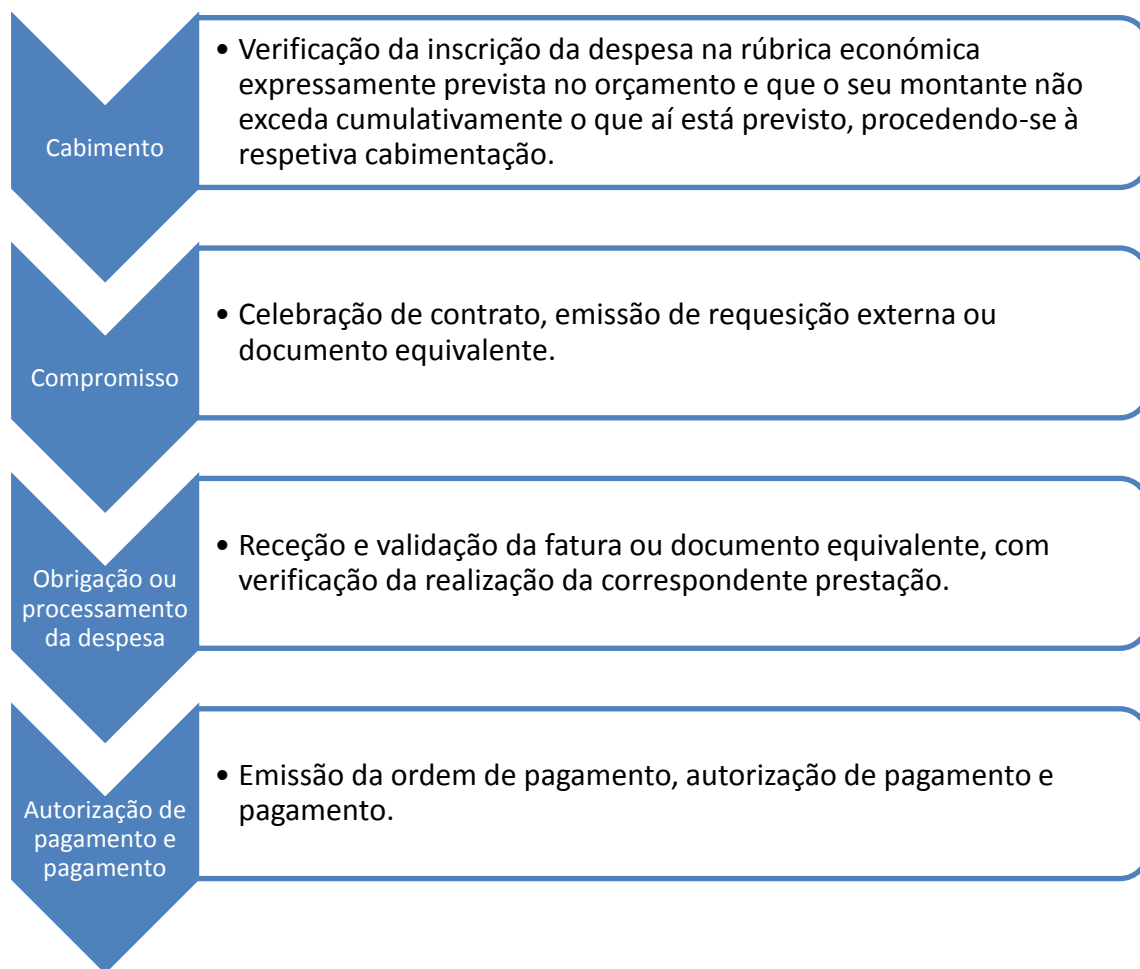 Cabimento
• Verificação da inscrição da despesa na rúbrica económica
expressamente prevista no orçamento e que o seu montante não
exceda cumulativamente o que aí está previsto, procedendo-se à
respetiva cabimentação.
Compromisso
• Celebração de contrato, emissão de requesição externa ou
documento equivalente.
Obrigação ou
processamento
da despesa
• Receção e validação da fatura ou documento equivalente, com
verificação da realização da correspondente prestação.
Autorização de
pagamento e
pagamento
• Emissão da ordem de pagamento, autorização de pagamento e
pagamento.